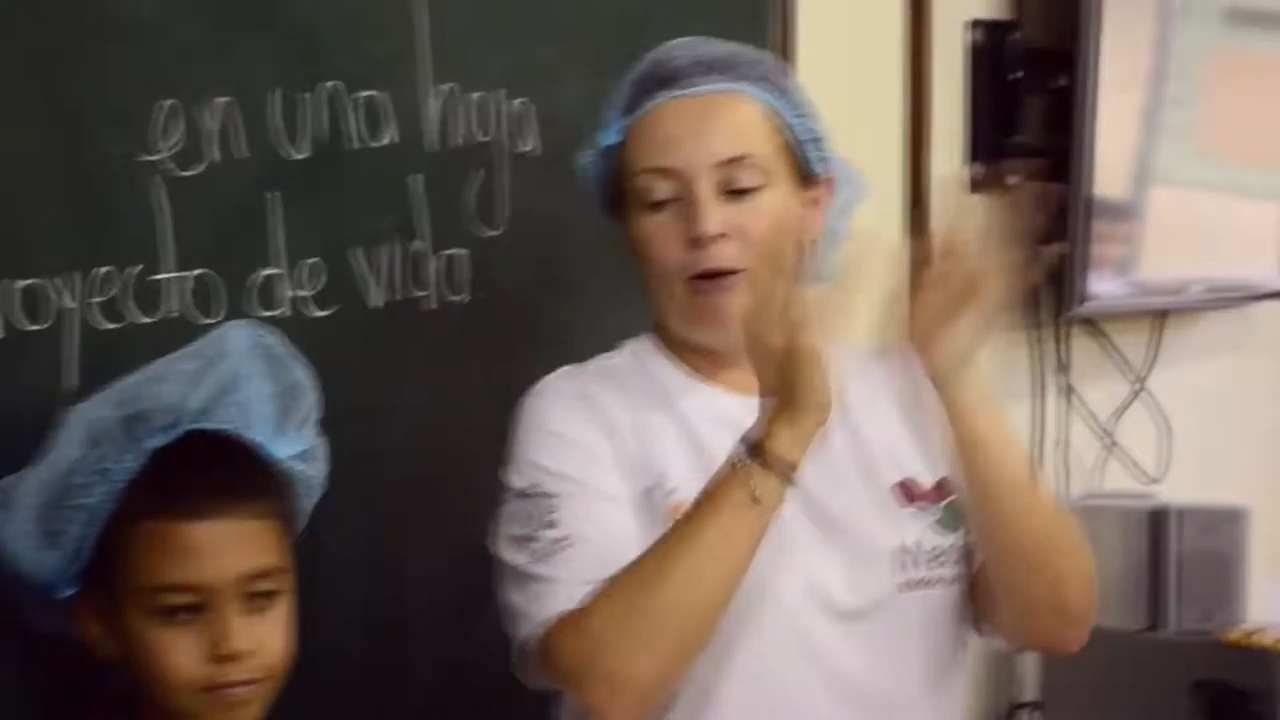 en una hoja
royecto de vida